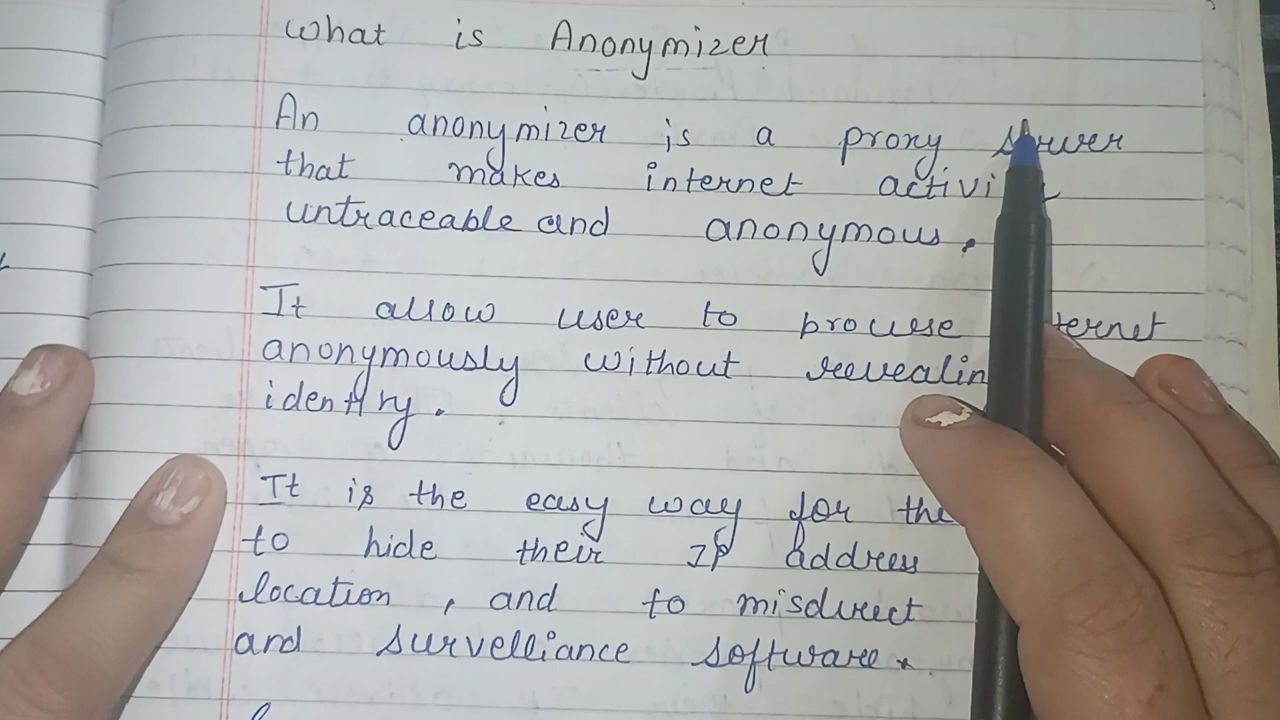 What is Anonymizer
An anonymizer is a proxy server
that makes internet
untraceable and anonymous.
It allow user to browse
anonymously without
identity.
It is the easy way for the
to hide their IP address
location, and to misdirect
and survelliance software.